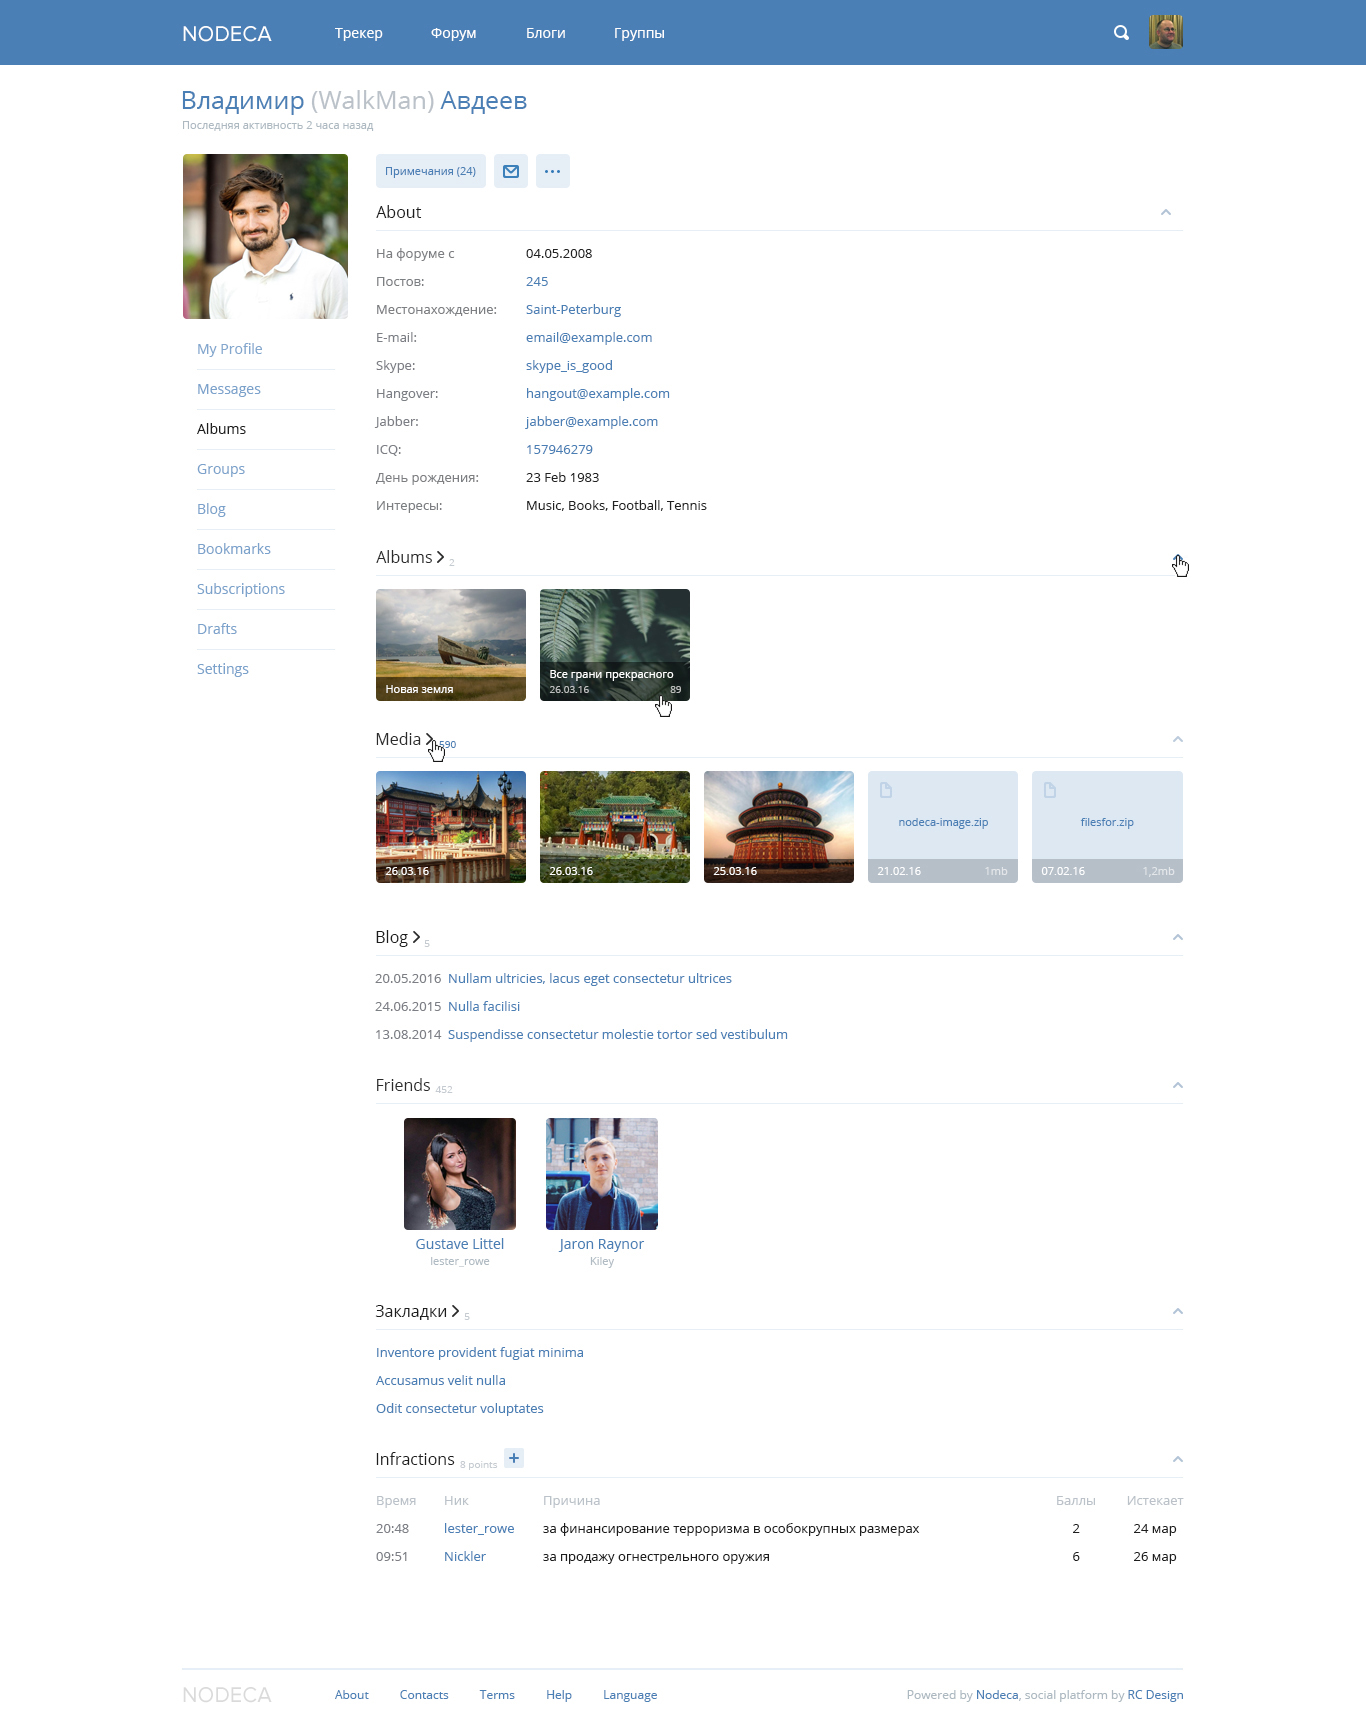 NODECA Трекер Форум Блоги Группы
Владимир (WalkMan) Авдеев
Последняя активность 2 часа назад
Примечания (24)
My Profile
Messages
Albums
Groups
Blog
Bookmarks
Subscriptions
Drafts
Settings
About
На форуме с 04.05.2008
Постов: 245
Местонахождение: Saint-Peterburg
E-mail: email@example.com
Skype: skype_is_good
Hangover: hangout@example.com
Jabber: jabber@example.com
ICQ: 157946279
День рождения: 23 Feb 1983
Интересы: Music, Books, Football, Tennis
Albums 2
Новая земля
Все грани прекрасного
26.03.16 89
Media 590
26.03.16
26.03.16
25.03.16
nodeca-image.zip
21.02.16 1mb
filesfor.zip
07.02.16 1,2mb
Blog 5
20.05.2016 Nullam ultricies, lacus eget consectetur ultrices
24.06.2015 Nulla facilisi
13.08.2014 Suspendisse consectetur molestie tortor sed vestibulum
Friends 452
Gustave Littel
lester_rowe
Jaron Raynor
Kiley
Закладки 5
Inventore provident fugiat minima
Accusamus velit nulla
Odit consectetur voluptates
Infractions 8 points +
Время Ник Причина Баллы Истекает
20:48 lester_rowe за финансирование терроризма в особокрупных размерах 2 24 мар
09:51 Nickler за продажу огнестрельного оружия 6 26 мар
NODECA About Contacts Terms Help Language Powered by Nodeca, social platform by RC Design